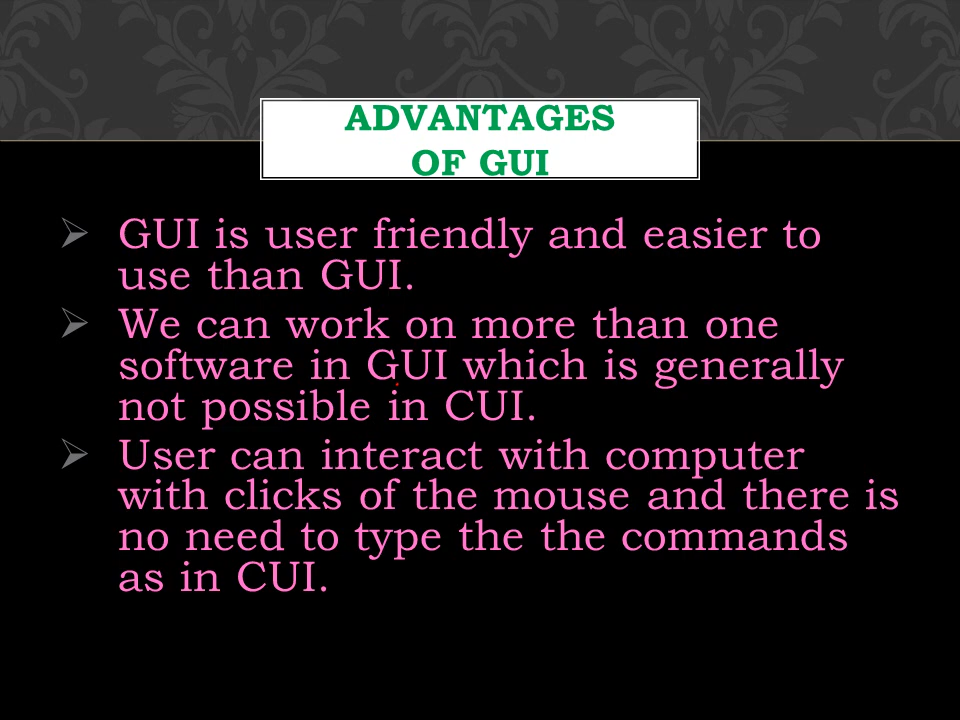 ADVANTAGES
OF GUI
➢ GUI is user friendly and easier to
use than GUI.
➢ We can work on more than one
software in GUI which is generally
not possible in CUI.
➢ User can interact with computer
with clicks of the mouse and there is
no need to type the the commands
as in CUI.